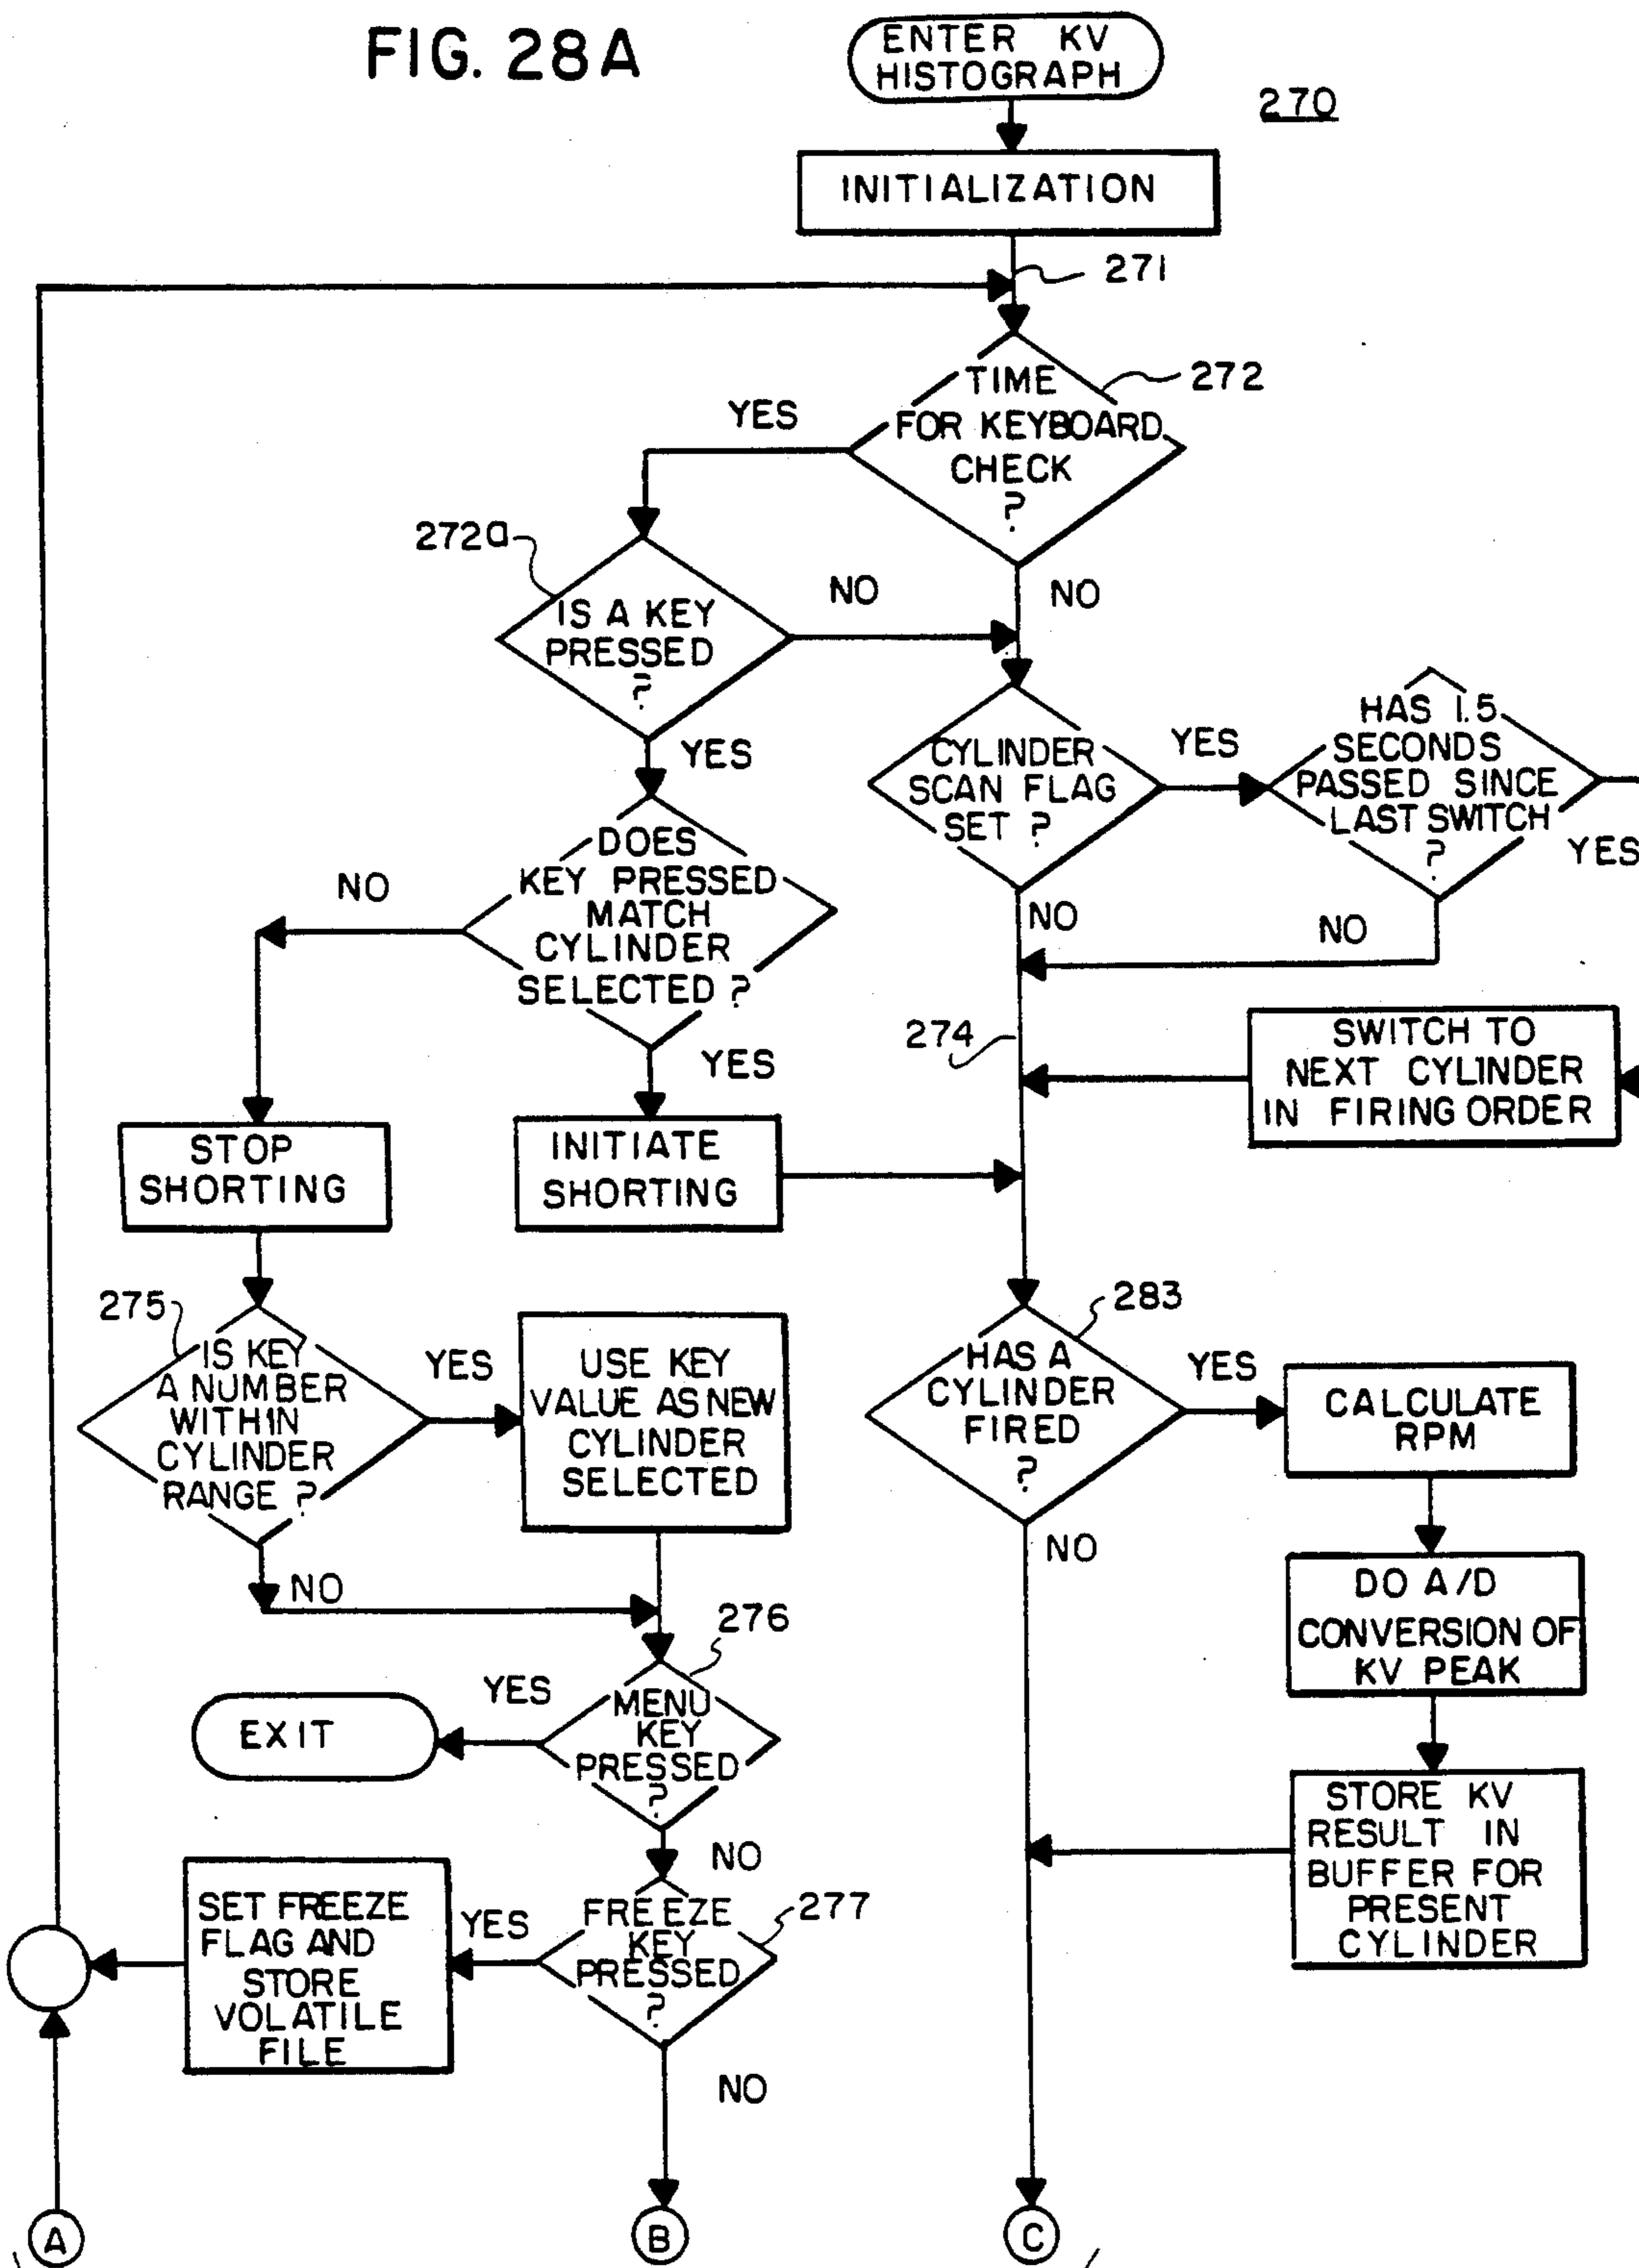 FIG. 28A
ENTER KV
HISTOGRAPH
270
INITIALIZATION
271
TIME
FOR KEYBOARD
CHECK
?
272
YES
NO
272a
IS A KEY
PRESSED
?
NO
YES
CYLINDER
SCAN FLAG
SET ?
YES
NO
HAS 1.5
SECONDS
PASSED SINCE
LAST SWITCH
?
YES
NO
DOES
KEY PRESSED
MATCH
CYLINDER
SELECTED ?
NO
YES
274
SWITCH TO
NEXT CYLINDER
IN FIRING ORDER
STOP
SHORTING
INITIATE
SHORTING
275
IS KEY
A NUMBER
WITHIN
CYLINDER
RANGE ?
YES
NO
USE KEY
VALUE AS NEW
CYLINDER
SELECTED
283
HAS A
CYLINDER
FIRED
?
YES
NO
CALCULATE
RPM
DO A/D
CONVERSION OF
KV PEAK
STORE KV
RESULT IN
BUFFER FOR
PRESENT
CYLINDER
276
MENU
KEY
PRESSED
?
YES
NO
EXIT
277
FREEZE
KEY
PRESSED
?
YES
NO
SET FREEZE
FLAG AND
STORE
VOLATILE
FILE
A
B
C